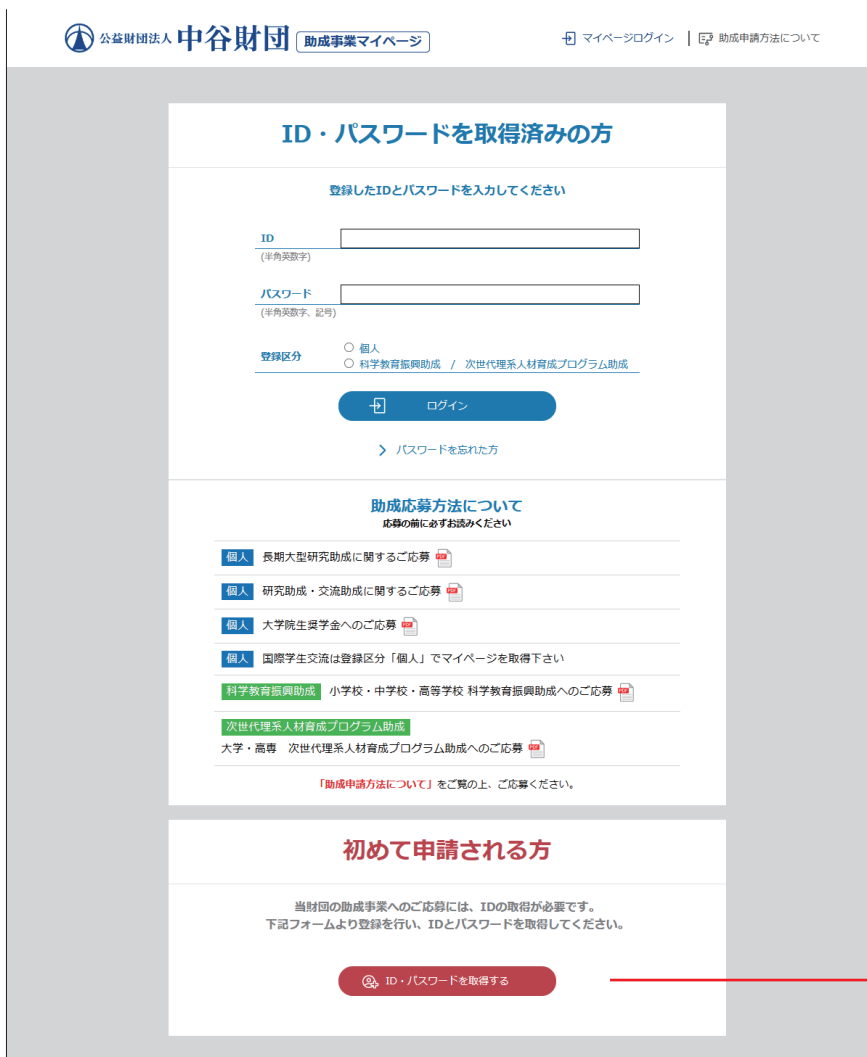 公益財団法人 中谷財団 助成事業マイページ
マイページログイン
助成申請方法について
ID・パスワードを取得済みの方
登録したIDとパスワードを入力してください
ID
(半角英数字)
パスワード
(半角英数字、記号)
登録区分
個人
科学教育振興助成 / 次世代理系人材育成プログラム助成
ログイン
パスワードを忘れた方
助成応募方法について
応募の前に必ずお読みください
個人 長期大型研究助成に関するご応募 PDF
個人 研究助成・交流助成に関するご応募 PDF
個人 大学院生奨学金へのご応募 PDF
個人 国際学生交流は登録区分「個人」でマイページを取得下さい
科学教育振興助成 小学校・中学校・高等学校 科学教育振興助成へのご応募 PDF
次世代理系人材育成プログラム助成
大学・高専 次世代理系人材育成プログラム助成へのご応募 PDF
「助成申請方法について」をご覧の上、ご応募ください。
初めて申請される方
当財団の助成事業へのご応募には、IDの取得が必要です。
下記フォームより登録を行い、IDとパスワードを取得してください。
ID・パスワードを取得する